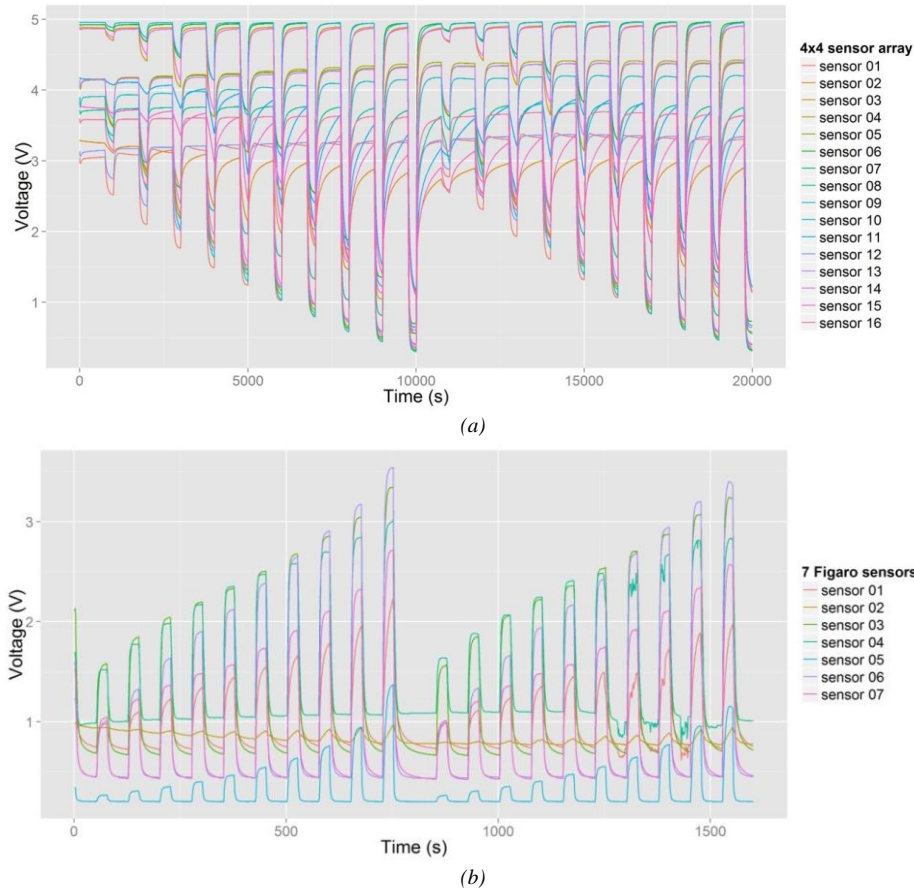 5
4
3
2
1
Voltage (V)
0
5000
10000
15000
20000
Time (s)
4x4 sensor array
sensor 01
sensor 02
sensor 03
sensor 04
sensor 05
sensor 06
sensor 07
sensor 08
sensor 09
sensor 10
sensor 11
sensor 12
sensor 13
sensor 14
sensor 15
sensor 16
(a)
3
2
1
Voltage (V)
0
500
1000
1500
Time (s)
7 Figaro sensors
sensor 01
sensor 02
sensor 03
sensor 04
sensor 05
sensor 06
sensor 07
(b)